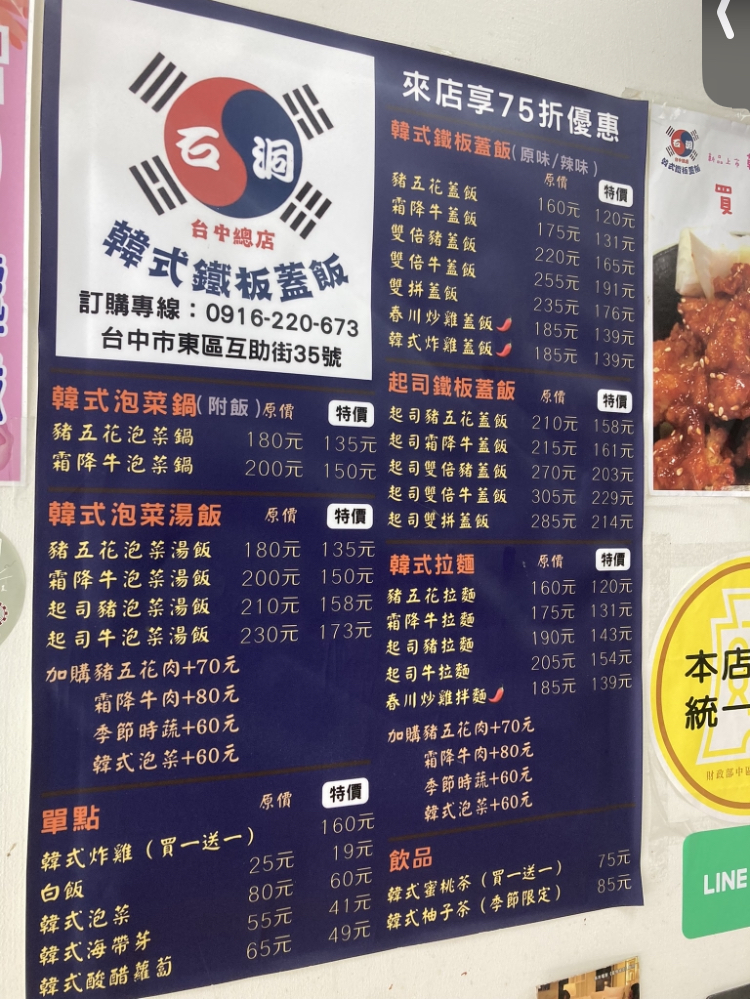 石洞
台中總店
韓式鐵板蓋飯
訂購專線：0916-220-673
台中市東區互助街35號
韓式泡菜鍋(附飯) 原價 特價
豬五花泡菜鍋 180元 135元
霜降牛泡菜鍋 200元 150元
韓式泡菜湯飯 原價 特價
豬五花泡菜湯飯 180元 135元
霜降牛泡菜湯飯 200元 150元
起司豬泡菜湯飯 210元 158元
起司牛泡菜湯飯 230元 173元
加購豬五花肉+70元
霜降牛肉+80元
季節時蔬+60元
韓式泡菜+60元
單點 原價 特價
韓式炸雞（買一送一） 160元
白飯 25元 19元
韓式泡菜 80元 60元
韓式海帶芽 55元 41元
韓式酸醋蘿蔔 65元 49元
來店享75折優惠
韓式鐵板蓋飯(原味/辣味)
原價 特價
豬五花蓋飯 160元 120元
霜降牛蓋飯 175元 131元
雙倍豬蓋飯 220元 165元
雙倍牛蓋飯 255元 191元
雙拼蓋飯 235元 176元
春川炒雞蓋飯 185元 139元
韓式炸雞蓋飯 185元 139元
起司鐵板蓋飯 原價 特價
起司豬五花蓋飯 210元 158元
起司霜降牛蓋飯 215元 161元
起司雙倍豬蓋飯 270元 203元
起司雙倍牛蓋飯 305元 229元
起司雙拼蓋飯 285元 214元
韓式拉麵 原價 特價
豬五花拉麵 160元 120元
霜降牛拉麵 175元 131元
起司豬拉麵 190元 143元
起司牛拉麵 205元 154元
春川炒雞拌麵 185元 139元
加購豬五花肉+70元
霜降牛肉+80元
季節時蔬+60元
韓式泡菜+60元
飲品
韓式蜜桃茶（買一送一） 75元
韓式柚子茶（季節限定） 85元
石洞
台中總店
韓式鐵板蓋飯
新品上市
買
本店
統一
財政部中區
LINE